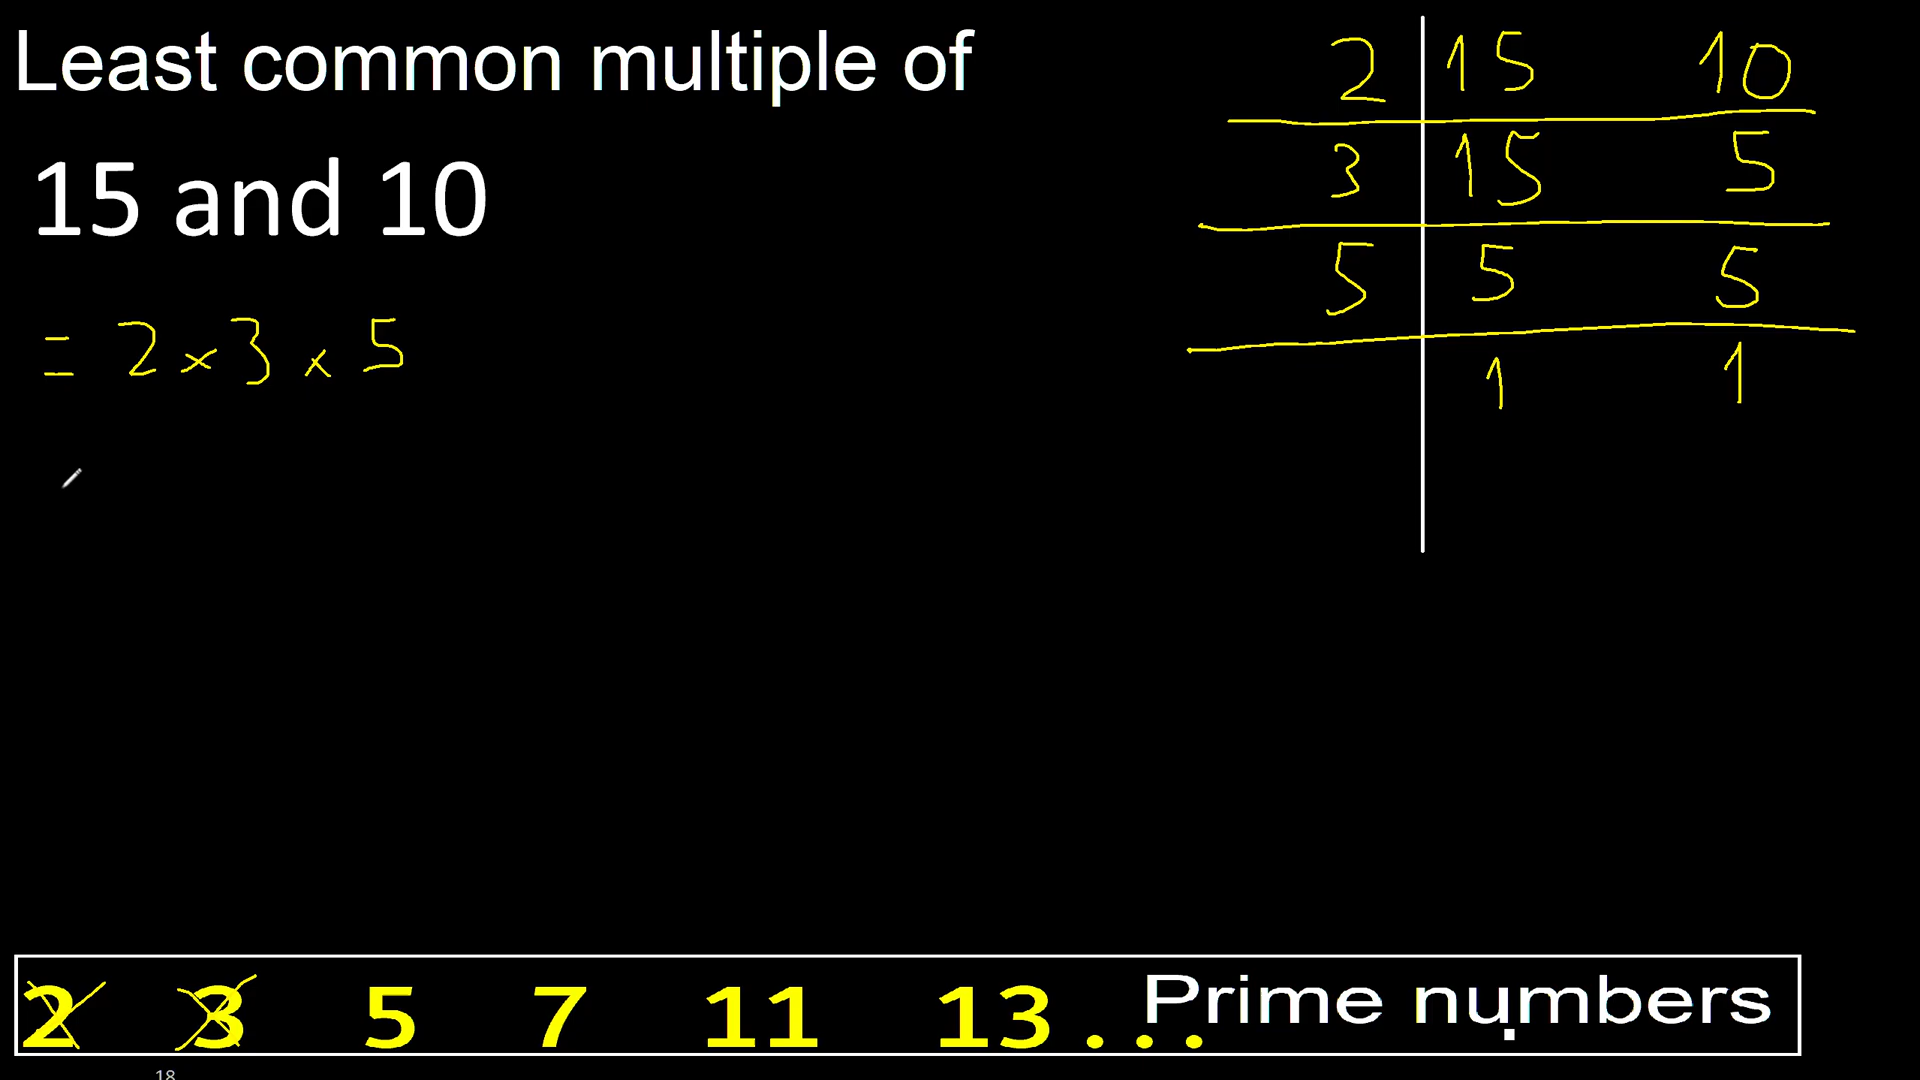 Least common multiple of
15 and 10
= 2 × 3 × 5
2 15 10
3 15 5
5 5 5
1 1
2 3 5 7 11 13 ... Prime numbers
18